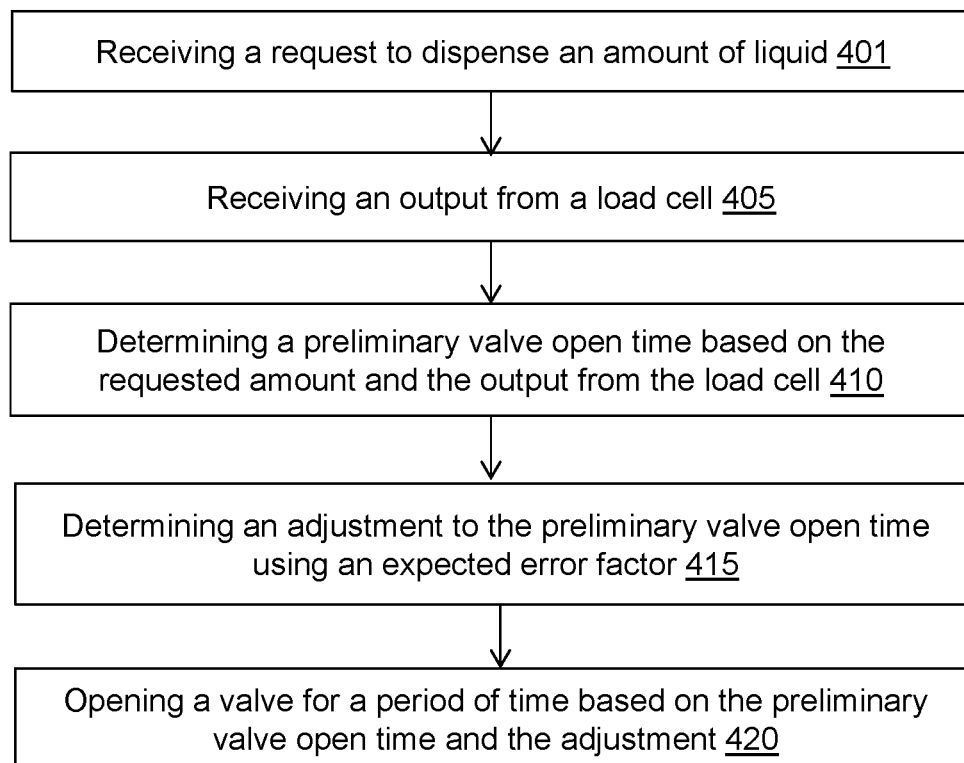 Receiving a request to dispense an amount of liquid 401
Receiving an output from a load cell 405
Determining a preliminary valve open time based on the
requested amount and the output from the load cell 410
Determining an adjustment to the preliminary valve open time
using an expected error factor 415
Opening a valve for a period of time based on the preliminary
valve open time and the adjustment 420